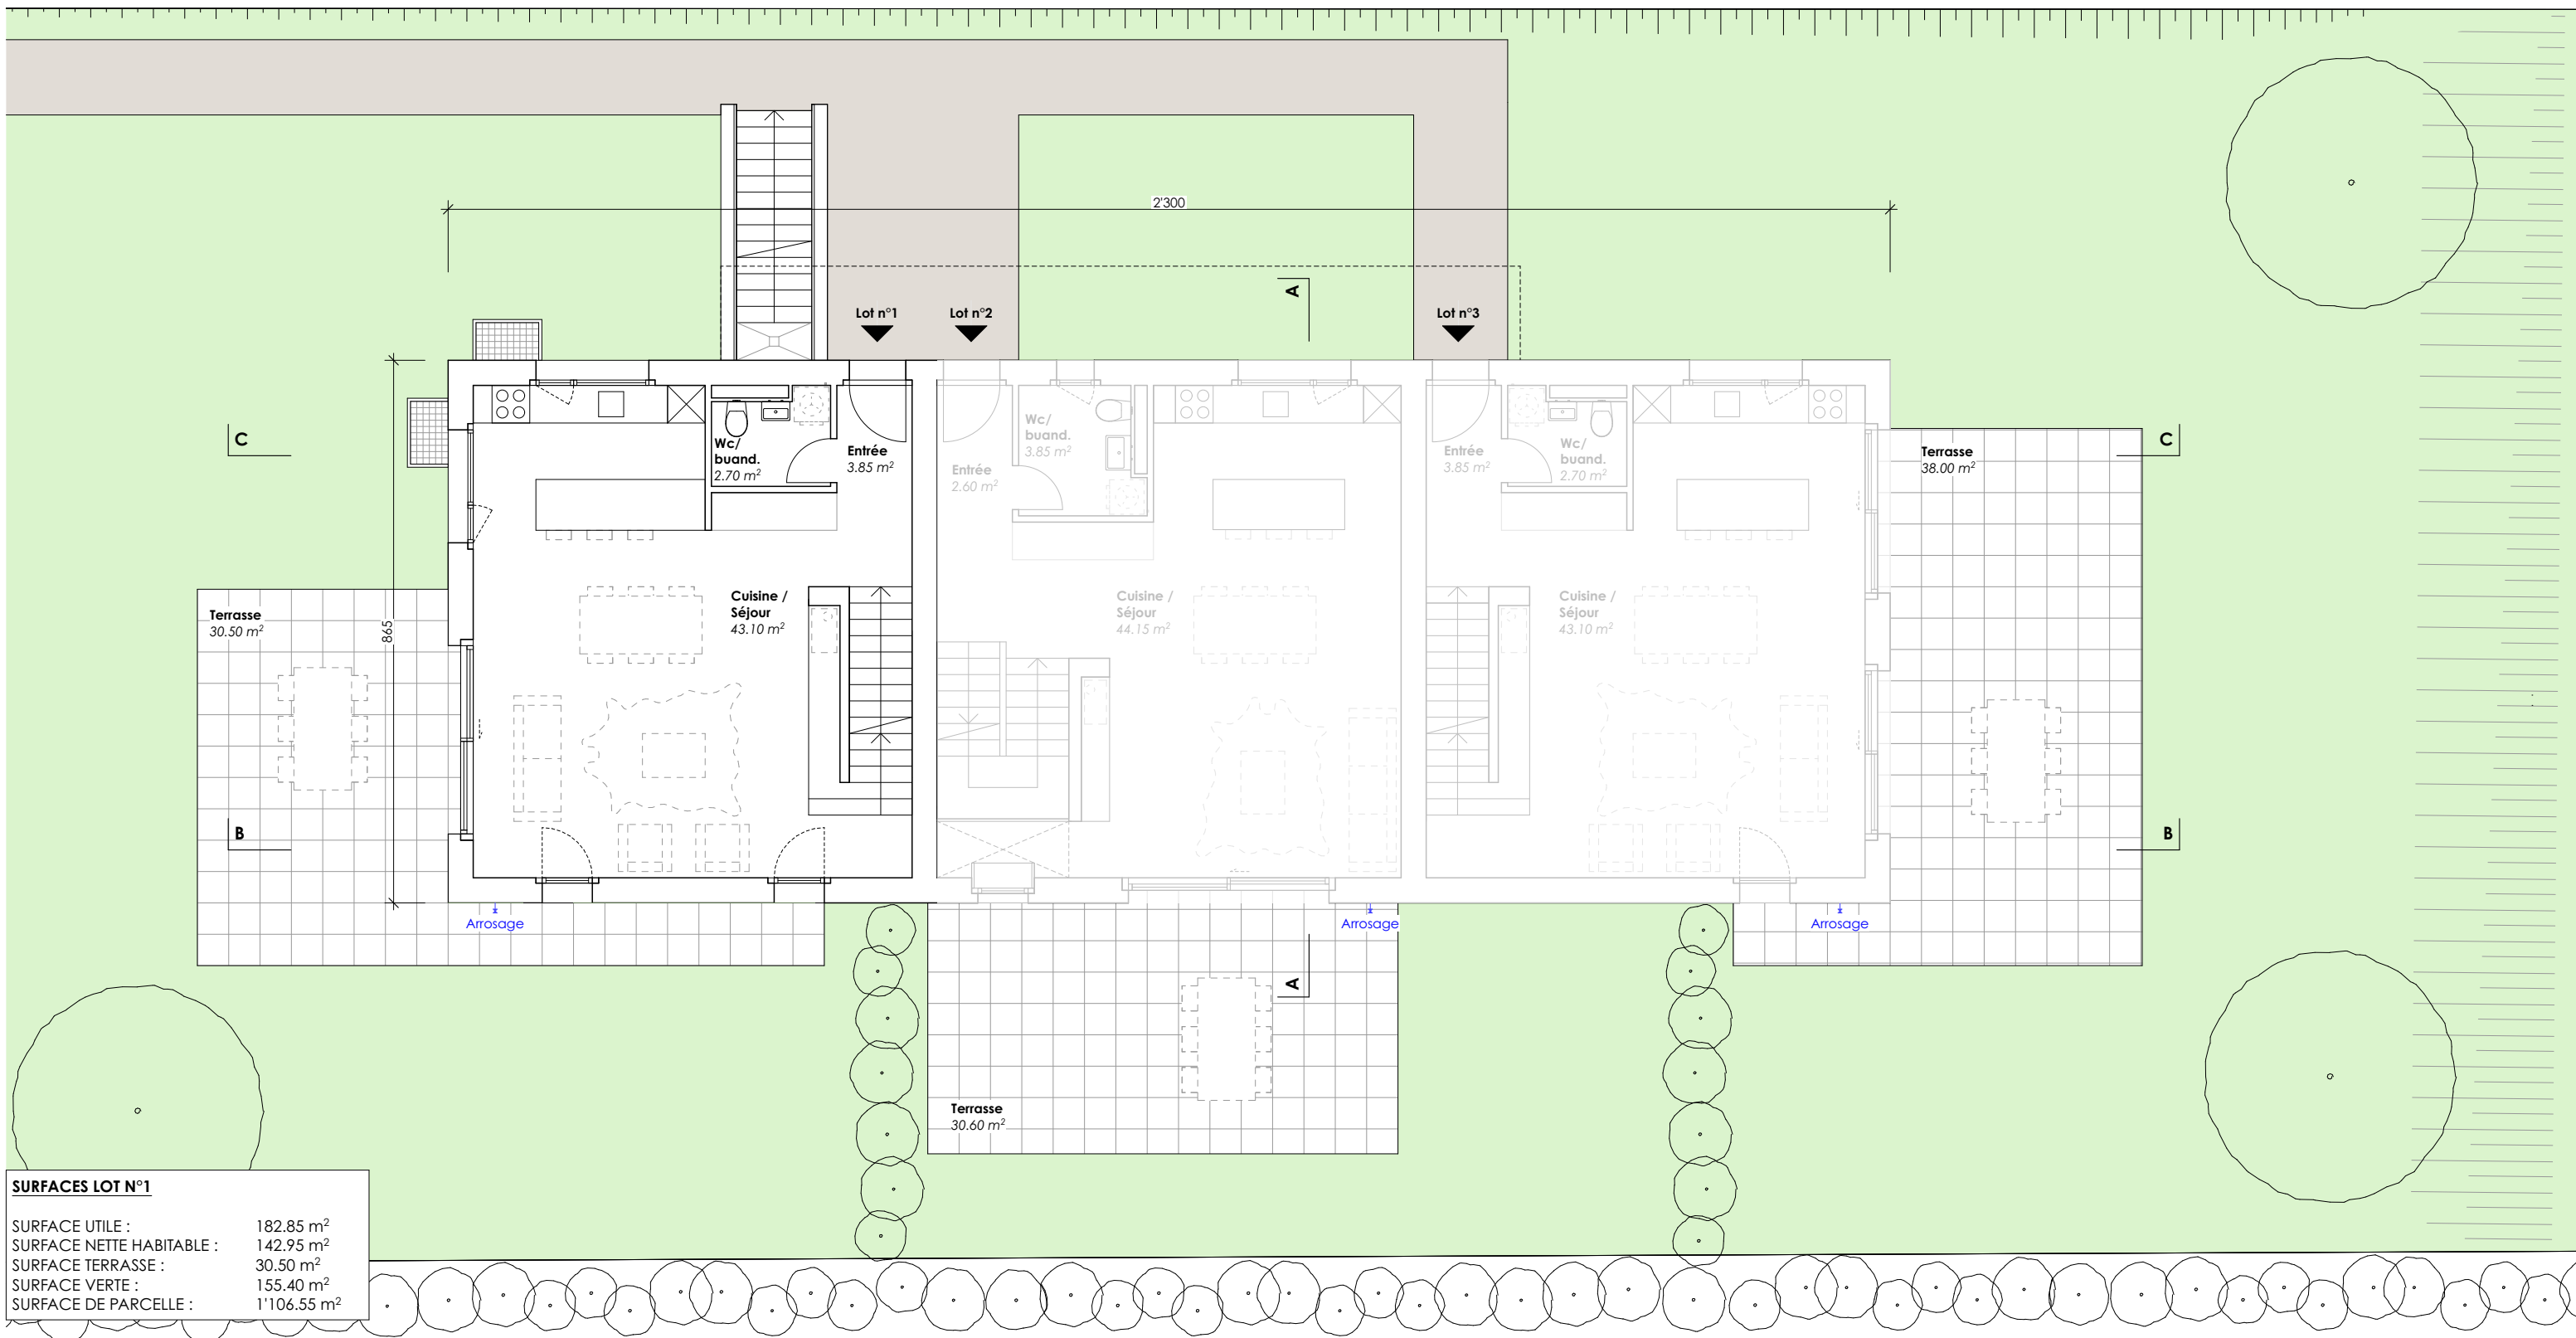 2'300
A
Lot n°1
Lot n°2
Lot n°3
C
Wc/
buand.
2.70 m²
Entrée
3.85 m²
Entrée
2.60 m²
Wc/
buand.
3.85 m²
Entrée
3.85 m²
Wc/
buand.
2.70 m²
Terrasse
38.00 m²
C
Terrasse
30.50 m²
865
Cuisine /
Séjour
43.10 m²
Cuisine /
Séjour
44.15 m²
Cuisine /
Séjour
43.10 m²
B
B
Arrosage
Arrosage
Arrosage
A
Terrasse
30.60 m²
SURFACES LOT N°1
SURFACE UTILE : 182.85 m²
SURFACE NETTE HABITABLE : 142.95 m²
SURFACE TERRASSE : 30.50 m²
SURFACE VERTE : 155.40 m²
SURFACE DE PARCELLE : 1'106.55 m²